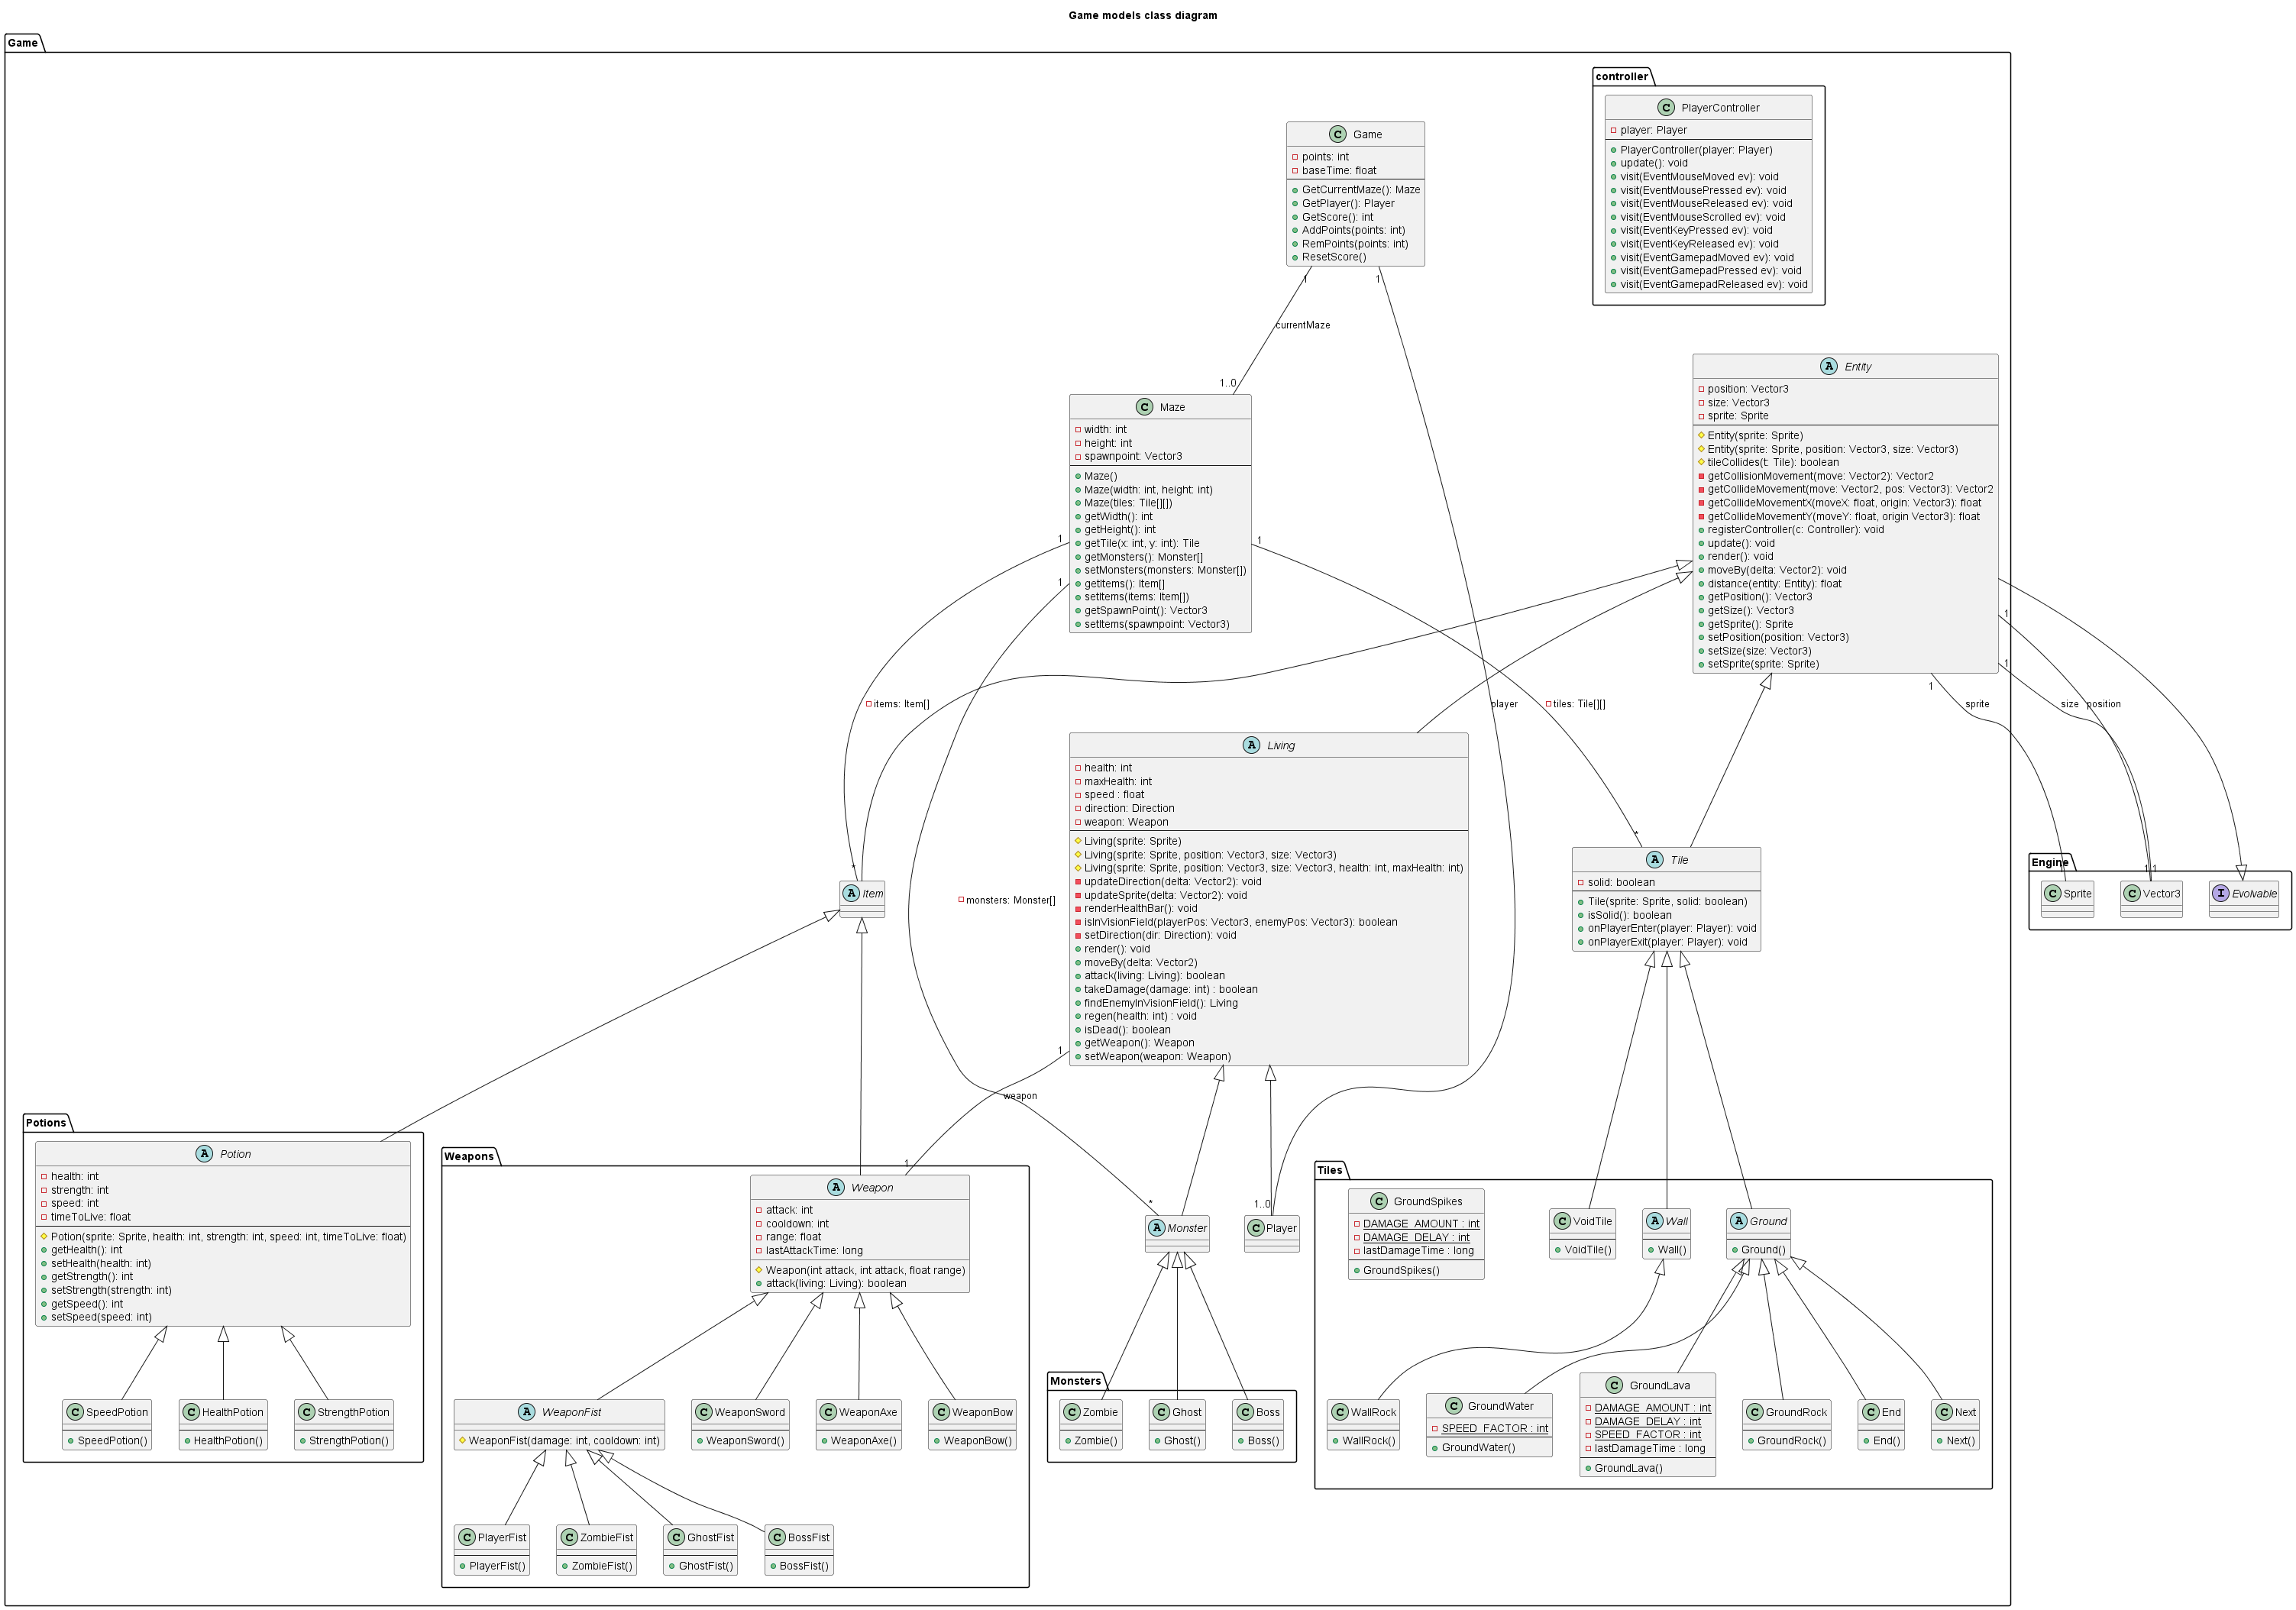 Game models class diagram
Game
controller
PlayerController
player: Player
PlayerController(player: Player)
update(): void
visit(EventMouseMoved ev): void
visit(EventMousePressed ev): void
visit(EventMouseReleased ev): void
visit(EventMouseScrolled ev): void
visit(EventKeyPressed ev): void
visit(EventKeyReleased ev): void
visit(EventGamepadMoved ev): void
visit(EventGamepadPressed ev): void
visit(EventGamepadReleased ev): void
Game
points: int
baseTime: float
GetCurrentMaze(): Maze
GetPlayer(): Player
GetScore(): int
AddPoints(points: int)
RemPoints(points: int)
ResetScore()
1
1
currentMaze
1..0
Maze
width: int
height: int
spawnpoint: Vector3
Maze()
Maze(width: int, height: int)
Maze(tiles: Tile[][])
getWidth(): int
getHeight(): int
getTile(x: int, y: int): Tile
getMonsters(): Monster[]
setMonsters(monsters: Monster[])
getItems(): Item[]
setItems(items: Item[])
getSpawnPoint(): Vector3
setItems(spawnpoint: Vector3)
1
1
1
Entity
position: Vector3
size: Vector3
sprite: Sprite
Entity(sprite: Sprite)
Entity(sprite: Sprite, position: Vector3, size: Vector3)
tileCollides(t: Tile): boolean
getCollisionMovement(move: Vector2): Vector2
getCollideMovement(move: Vector2, pos: Vector3): Vector2
getCollideMovementX(moveX: float, origin: Vector3): float
getCollideMovementY(moveY: float, origin Vector3): float
registerController(c: Controller): void
update(): void
render(): void
moveBy(delta: Vector2): void
distance(entity: Entity): float
getPosition(): Vector3
getSize(): Vector3
getSprite(): Sprite
setPosition(position: Vector3)
setSize(size: Vector3)
setSprite(sprite: Sprite)
1
1
1
items: Item[]
player
tiles: Tile[][]
sprite
size
position
Living
health: int
maxHealth: int
speed : float
direction: Direction
weapon: Weapon
Living(sprite: Sprite)
Living(sprite: Sprite, position: Vector3, size: Vector3)
Living(sprite: Sprite, position: Vector3, size: Vector3, health: int, maxHealth: int)
updateDirection(delta: Vector2): void
updateSprite(delta: Vector2): void
renderHealthBar(): void
isInVisionField(playerPos: Vector3, enemyPos: Vector3): boolean
setDirection(dir: Direction): void
render(): void
moveBy(delta: Vector2)
attack(living: Living): boolean
takeDamage(damage: int) : boolean
findEnemyInVisionField(): Living
regen(health: int) : void
isDead(): boolean
getWeapon(): Weapon
setWeapon(weapon: Weapon)
1
*
Tile
solid: boolean
Tile(sprite: Sprite, solid: boolean)
isSolid(): boolean
onPlayerEnter(player: Player): void
onPlayerExit(player: Player): void
Engine
1
1
Sprite
Vector3
Evolvable
*
Item
monsters: Monster[]
weapon
Potions
Potion
health: int
strength: int
speed: int
timeToLive: float
Potion(sprite: Sprite, health: int, strength: int, speed: int, timeToLive: float)
getHealth(): int
setHealth(health: int)
getStrength(): int
setStrength(strength: int)
getSpeed(): int
setSpeed(speed: int)
SpeedPotion
SpeedPotion()
HealthPotion
HealthPotion()
StrengthPotion
StrengthPotion()
Weapons
1
Weapon
attack: int
cooldown: int
range: float
lastAttackTime: long
Weapon(int attack, int attack, float range)
attack(living: Living): boolean
WeaponFist
WeaponFist(damage: int, cooldown: int)
WeaponSword
WeaponSword()
WeaponAxe
WeaponAxe()
WeaponBow
WeaponBow()
PlayerFist
PlayerFist()
ZombieFist
ZombieFist()
GhostFist
GhostFist()
BossFist
BossFist()
*
Monster
1..0
Player
Monsters
Zombie
Zombie()
Ghost
Ghost()
Boss
Boss()
Tiles
GroundSpikes
DAMAGE_AMOUNT : int
DAMAGE_DELAY : int
lastDamageTime : long
GroundSpikes()
VoidTile
VoidTile()
Wall
Wall()
Ground
Ground()
WallRock
WallRock()
GroundWater
SPEED_FACTOR : int
GroundWater()
GroundLava
DAMAGE_AMOUNT : int
DAMAGE_DELAY : int
SPEED_FACTOR : int
lastDamageTime : long
GroundLava()
GroundRock
GroundRock()
End
End()
Next
Next()